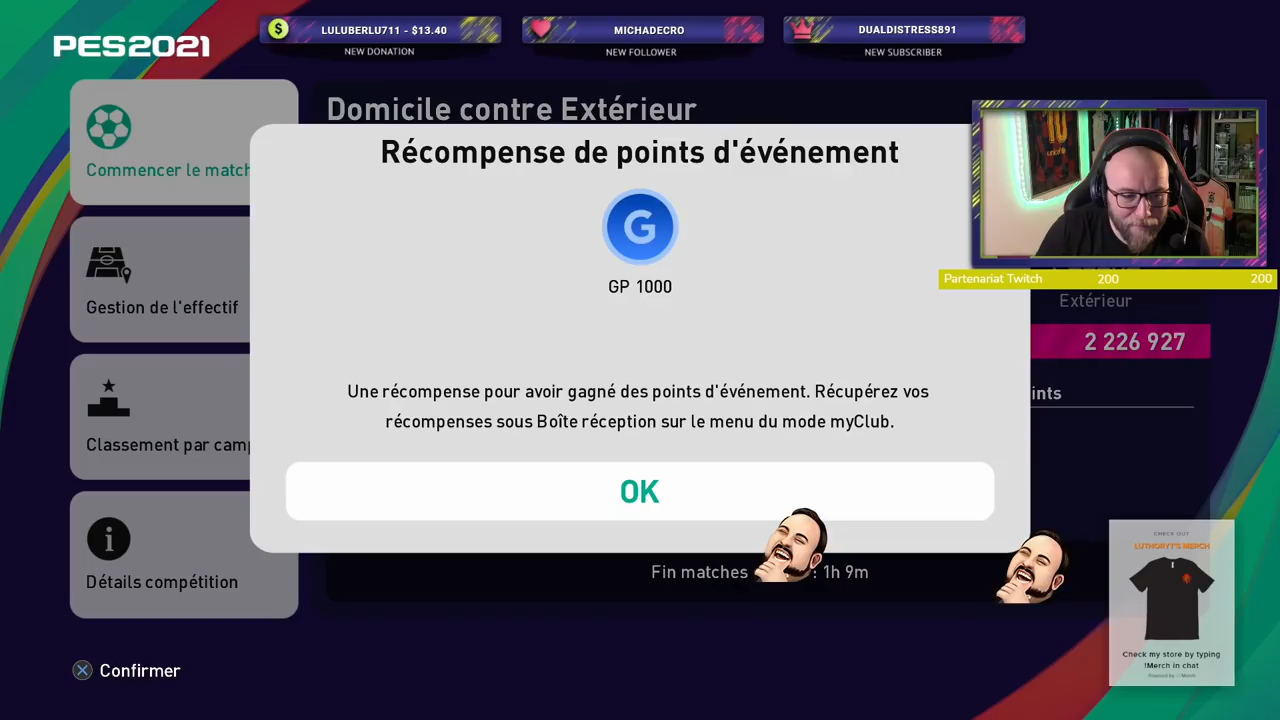 PES2021
LULUBERLU711 - $13.40
NEW DONATION
MICHADECRO
NEW FOLLOWER
DUALDISTRESS891
NEW SUBSCRIBER
Domicile contre Extérieur
Commencer le match
Gestion de l'effectif
Classement par camp
Détails compétition
Récompense de points d'événement
G
GP 1000
Une récompense pour avoir gagné des points d'événement. Récupérez vos
récompenses sous Boîte réception sur le menu du mode myClub.
OK
10
unicef
Partenariat Twitch 200 200
Extérieur
2 226 927
ints
Fin matches : 1h 9m
CHECK OUT
LUTHORYT'S MERCH
Check my store by typing
!Merch in chat
Confirmer